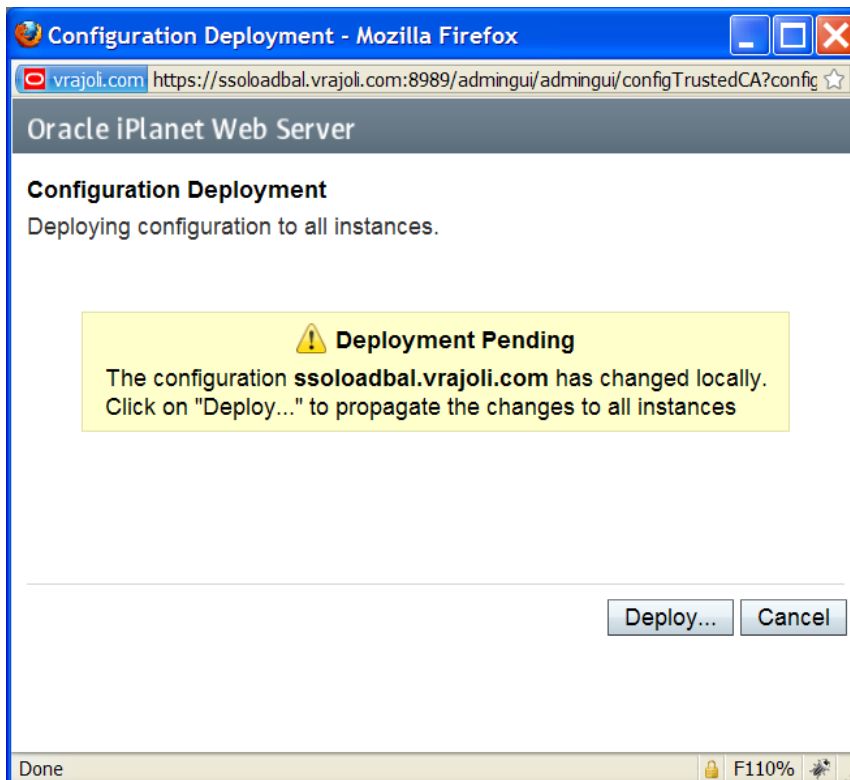 Configuration Deployment - Mozilla Firefox
vrajoli.com https://ssoloadbal.vrajoli.com:8989/admingui/admingui/configTrustedCA?config
Oracle iPlanet Web Server
Configuration Deployment
Deploying configuration to all instances.
Deployment Pending
The configuration ssoloadbal.vrajoli.com has changed locally.
Click on "Deploy..." to propagate the changes to all instances
Deploy... Cancel
Done F110%